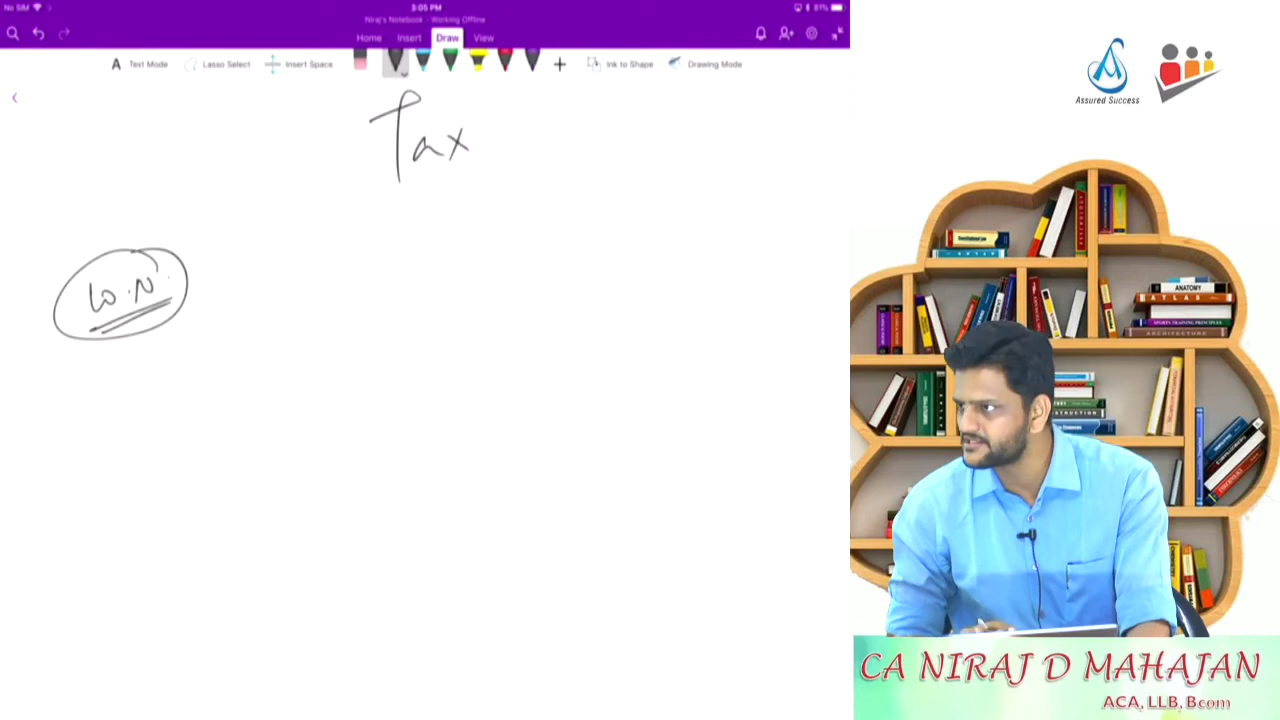 No SIM
3:05 PM
81%
Niraj's Notebook - Working Offline
Home Insert Draw View
Text Mode Lasso Select Insert Space Ink to Shape Drawing Mode
Tax
W.N.
Assured Success
ANATOMY
ATLAS
SPORTS TRAINING PRINCIPLES
ARCHITECTURE
CA NIRAJ D MAHAJAN
ACA, LLB, Bcom